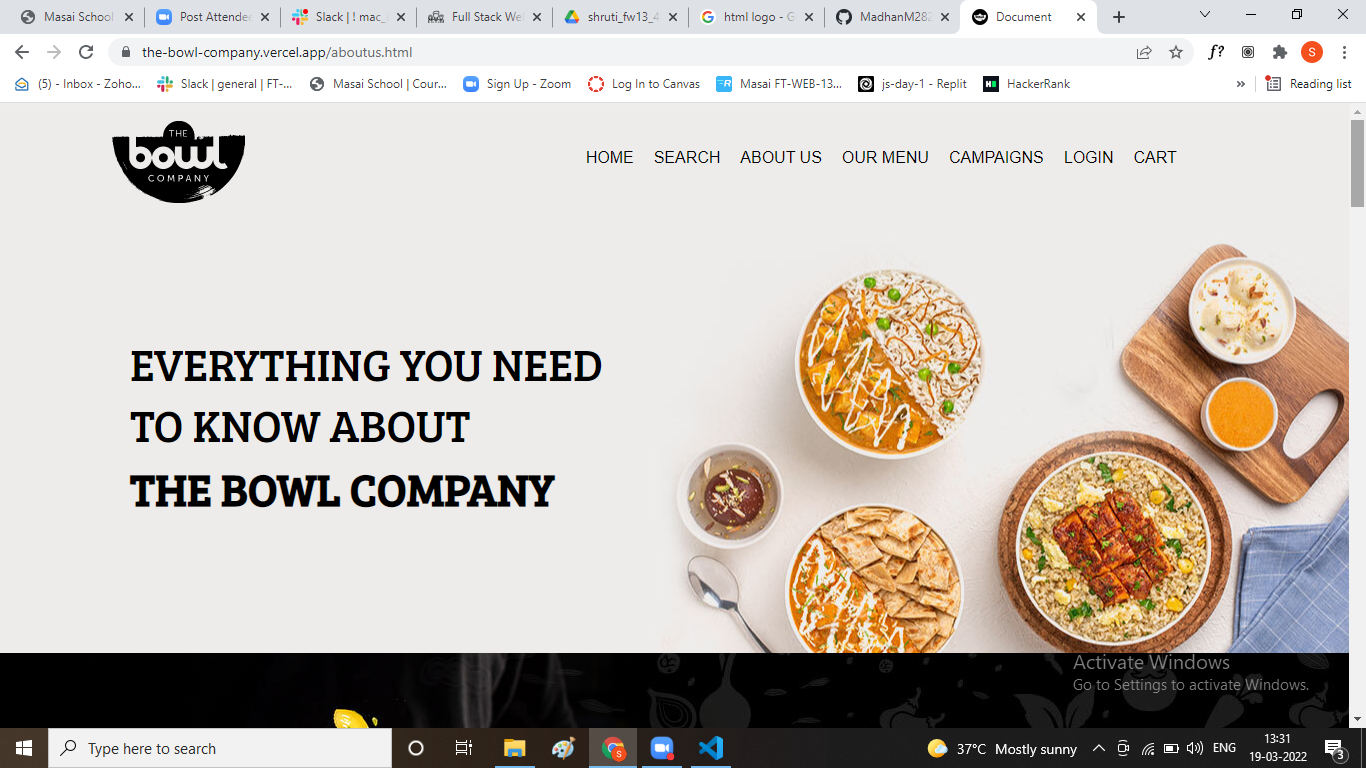 Masai School
Post Attende
Slack | ! mac_
Full Stack We
shruti_fw13_4
html logo - G
MadhanM282
Document
the-bowl-company.vercel.app/aboutus.html
f?
S
(5) - Inbox - Zoho...
Slack | general | FT-...
Masai School | Cour...
Sign Up - Zoom
Log In to Canvas
Masai FT-WEB-13...
js-day-1 - Replit
HackerRank
»
Reading list
THE
bowl
COMPANY
HOME SEARCH ABOUT US OUR MENU CAMPAIGNS LOGIN CART
EVERYTHING YOU NEED
TO KNOW ABOUT
THE BOWL COMPANY
Activate Windows
Go to Settings to activate Windows.
Type here to search
S
37°C Mostly sunny
ENG
13:31
19-03-2022
3